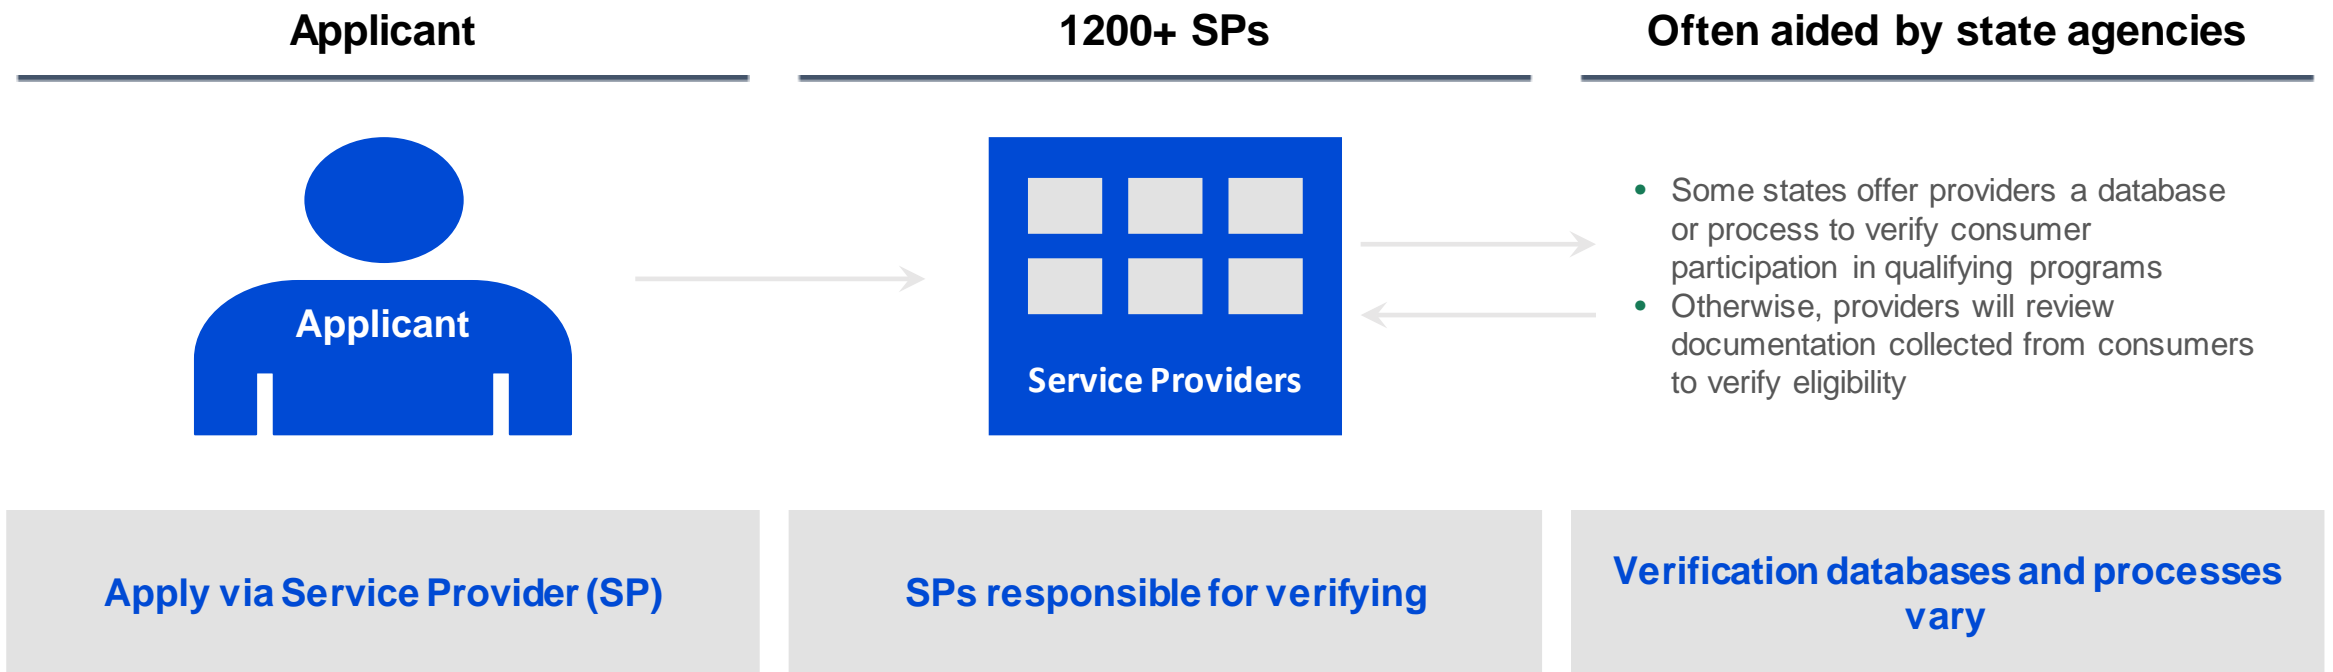 Applicant
1200+ SPs
Often aided by state agencies
Applicant
Service Providers
• Some states offer providers a database
or process to verify consumer
participation in qualifying programs
• Otherwise, providers will review
documentation collected from consumers
to verify eligibility
Apply via Service Provider (SP)
SPs responsible for verifying
Verification databases and processes
vary